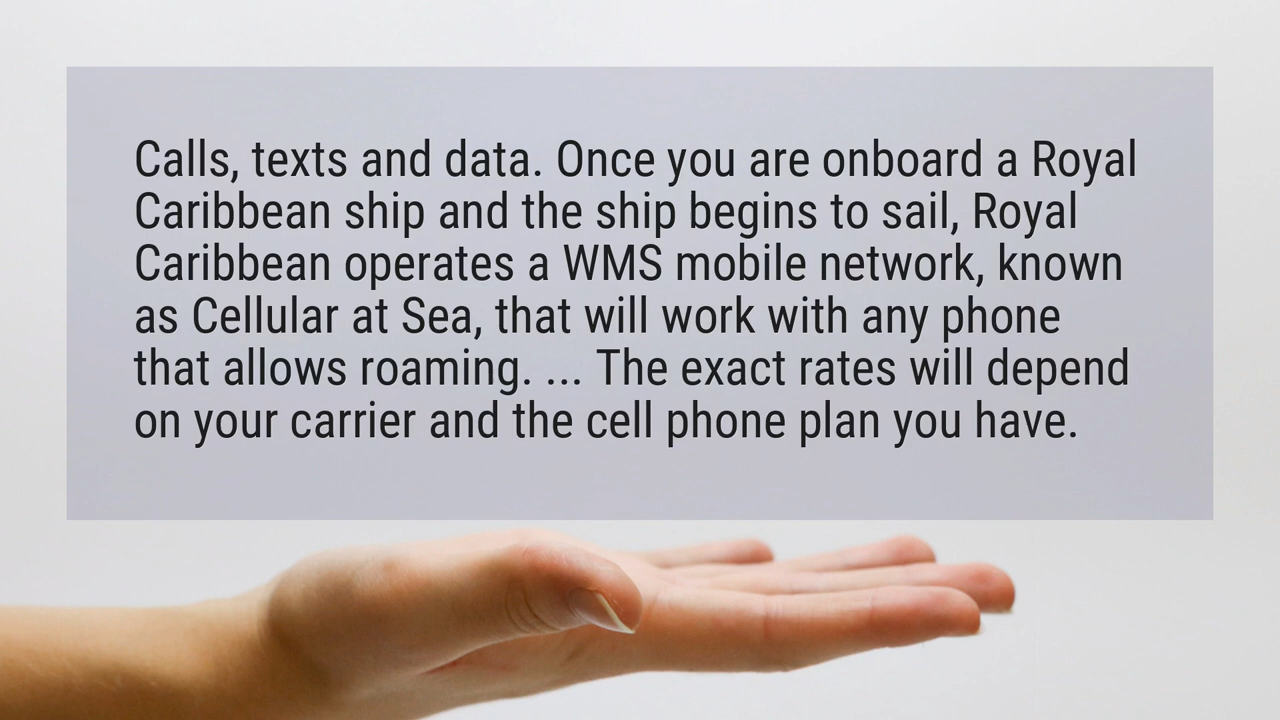 Calls, texts and data. Once you are onboard a Royal
Caribbean ship and the ship begins to sail, Royal
Caribbean operates a WMS mobile network, known
as Cellular at Sea, that will work with any phone
that allows roaming. ... The exact rates will depend
on your carrier and the cell phone plan you have.